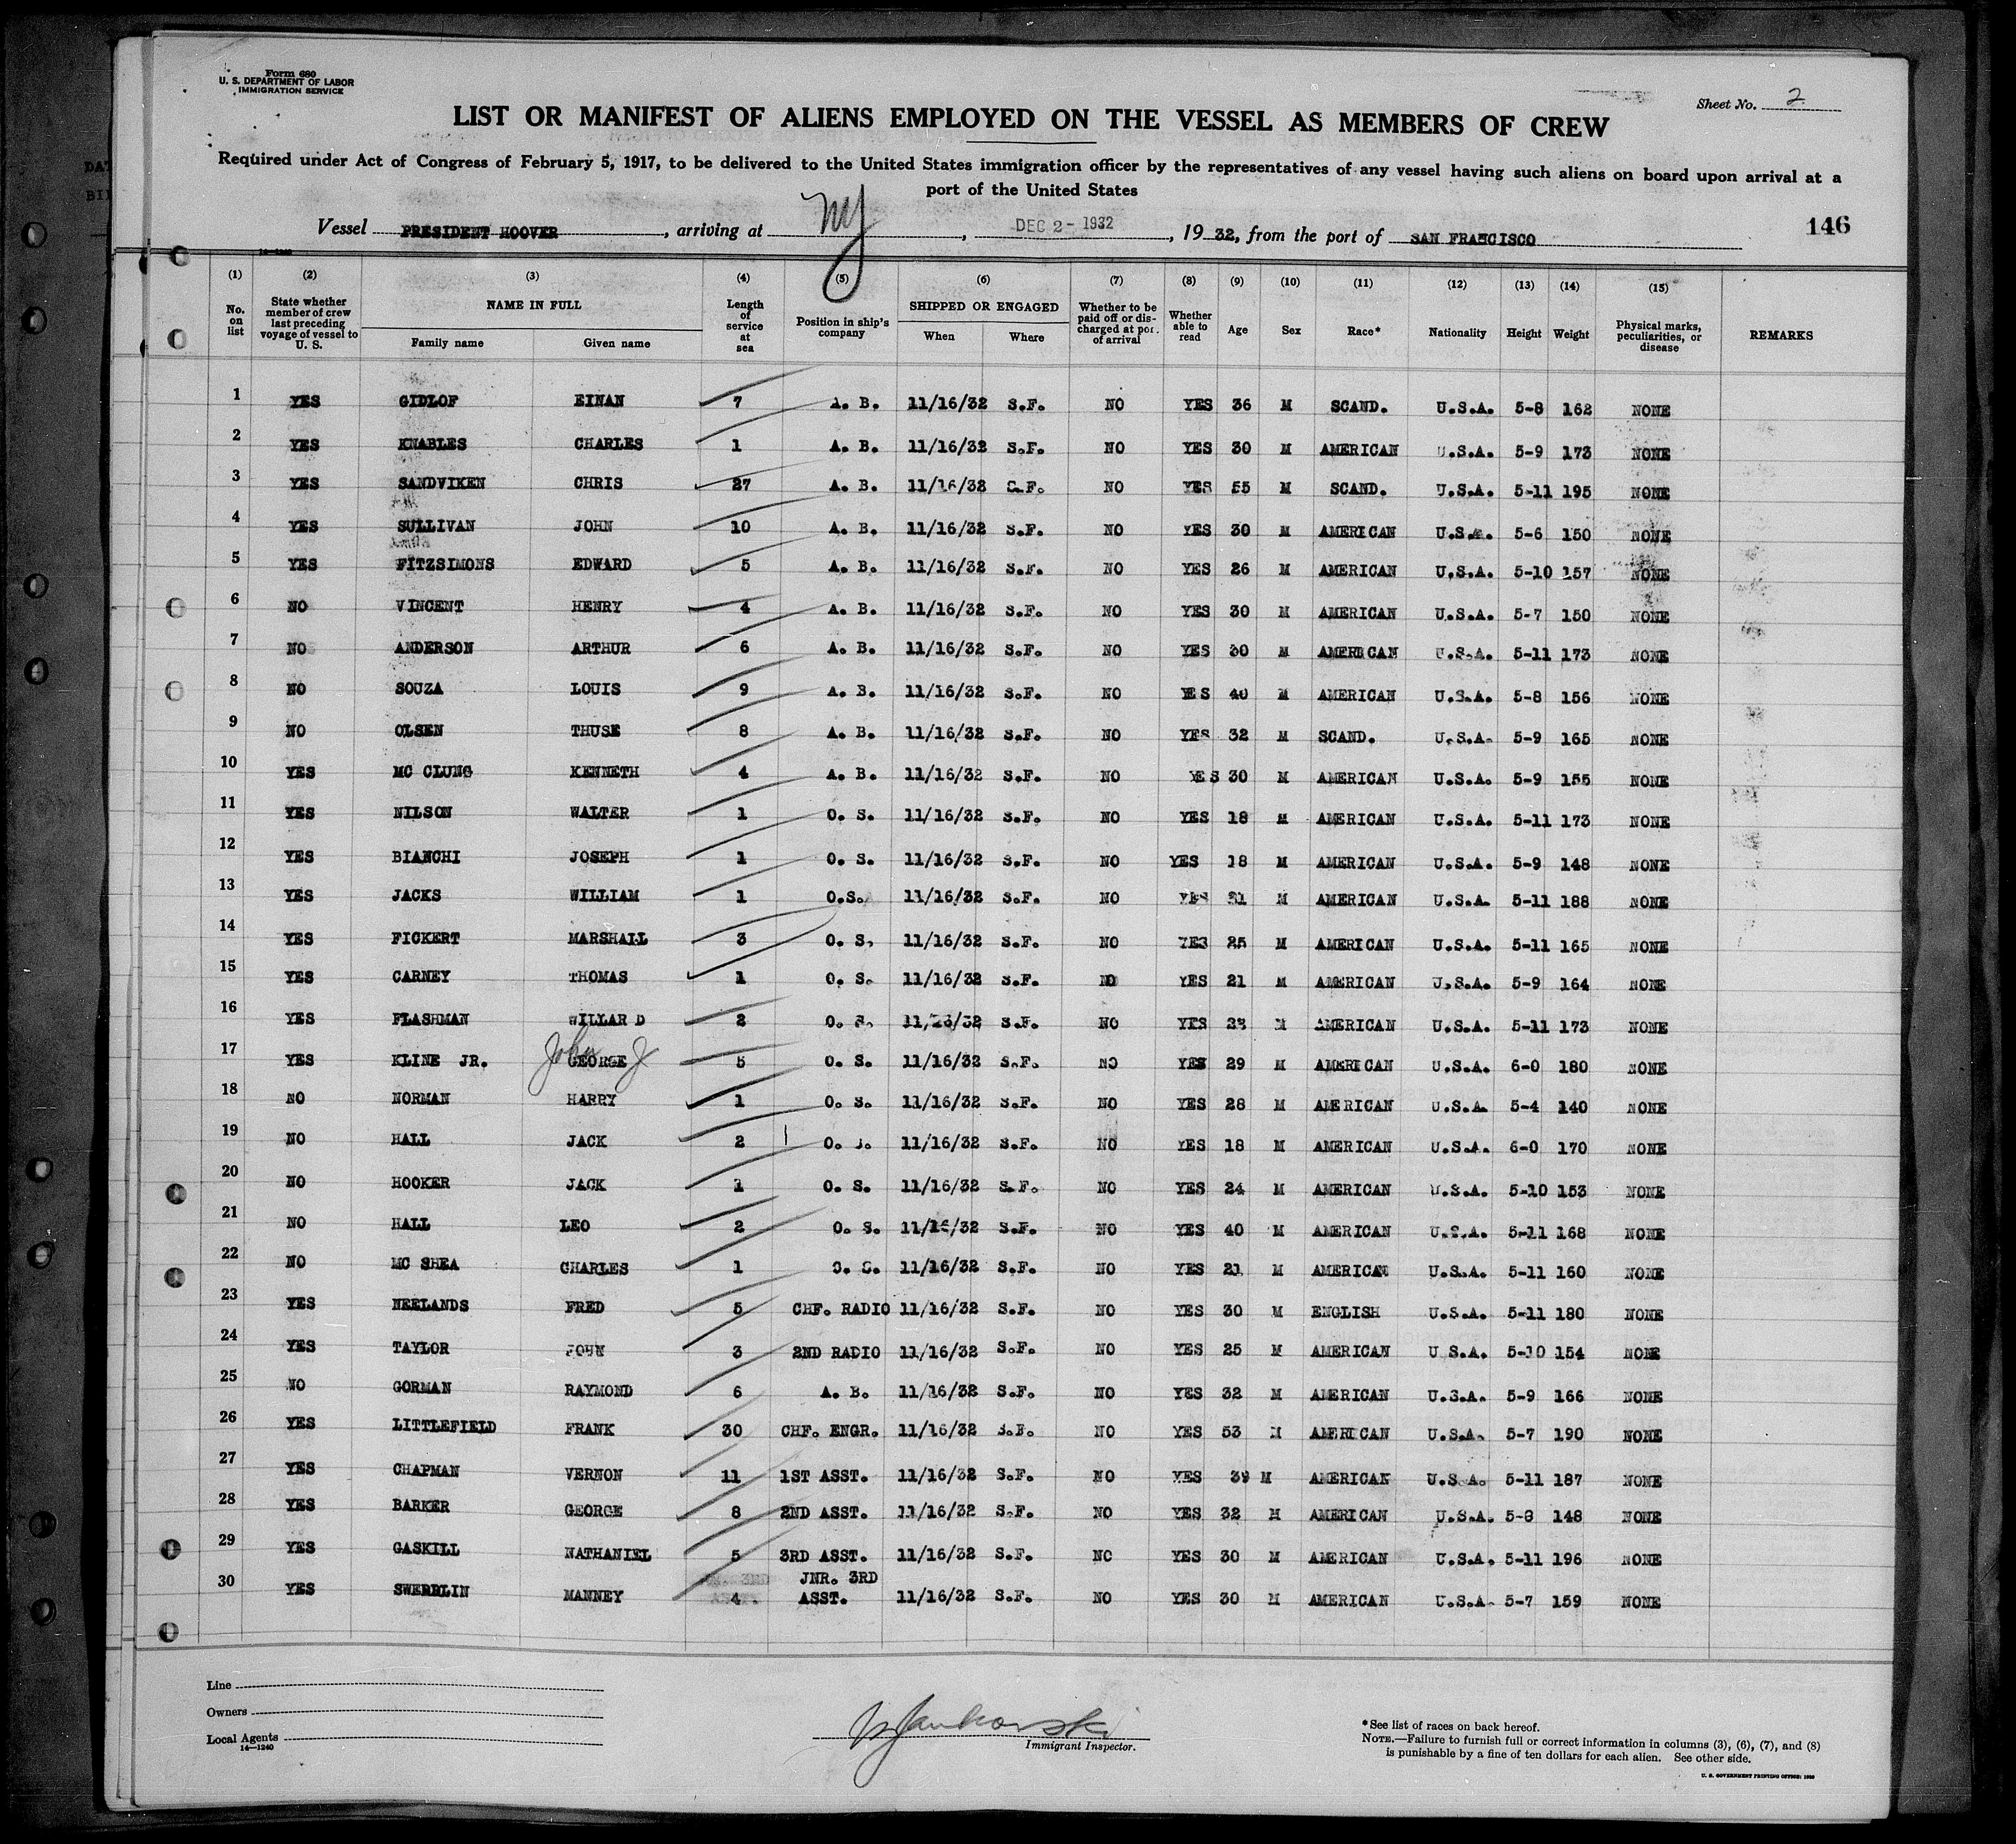 Form 680
U. S. DEPARTMENT OF LABOR
IMMIGRATION SERVICE
Sheet No. 2
LIST OR MANIFEST OF ALIENS EMPLOYED ON THE VESSEL AS MEMBERS OF CREW
Required under Act of Congress of February 5, 1917, to be delivered to the United States immigration officer by the representatives of any vessel having such aliens on board upon arrival at a
port of the United States
Vessel PRESIDENT HOOVER, arriving at NY, DEC 2 - 1932, 19 32, from the port of SAN FRANCISCO
146
14-1240
(1) No. on list
(2) State whether member of crew last preceding voyage of vessel to U. S.
(3) NAME IN FULL
Family name Given name
(4) Length of service at sea
(5) Position in ship's company
(6) SHIPPED OR ENGAGED
When Where
(7) Whether to be paid off or discharged at port of arrival
(8) Whether able to read
(9) Age
(10) Sex
(11) Race*
(12) Nationality
(13) Height
(14) Weight
(15) Physical marks, peculiarities, or disease
REMARKS
1 YES GIDLOF EINAN 7 A. B. 11/16/32 S.F. NO YES 36 M SCAND. U.S.A. 5-8 162 NONE
2 YES KNABLES CHARLES 1 A. B. 11/16/32 S.F. NO YES 30 M AMERICAN U.S.A. 5-9 173 NONE
3 YES SANDVIKEN CHRIS 27 A. B. 11/16/32 S.F. NO YES 55 M SCAND. U.S.A. 5-11 195 NONE
4 YES SULLIVAN JOHN 10 A. B. 11/16/32 S.F. NO YES 30 M AMERICAN U.S.A. 5-6 150 NONE
5 YES FITZSIMONS EDWARD 5 A. B. 11/16/32 S.F. NO YES 26 M AMERICAN U.S.A. 5-10 157 NONE
6 NO VINCENT HENRY 4 A. B. 11/16/32 S.F. NO YES 30 M AMERICAN U.S.A. 5-7 150 NONE
7 NO ANDERSON ARTHUR 6 A. B. 11/16/32 S.F. NO YES 30 M AMERICAN U.S.A. 5-11 173 NONE
8 NO SOUZA LOUIS 9 A. B. 11/16/32 S.F. NO YES 40 M AMERICAN U.S.A. 5-8 156 NONE
9 NO OLSEN THUSE 8 A. B. 11/16/32 S.F. NO YES 32 M SCAND. U.S.A. 5-9 165 NONE
10 YES MC CLUNG KENNETH 4 A. B. 11/16/32 S.F. NO YES 30 M AMERICAN U.S.A. 5-9 155 NONE
11 YES NILSON WALTER 1 O. S. 11/16/32 S.F. NO YES 18 M AMERICAN U.S.A. 5-11 173 NONE
12 YES BIANCHI JOSEPH 1 O. S. 11/16/32 S.F. NO YES 18 M AMERICAN U.S.A. 5-9 148 NONE
13 YES JACKS WILLIAM 1 O.S. 11/16/32 S.F. NO YES 21 M AMERICAN U.S.A. 5-11 188 NONE
14 YES FICKERT MARSHALL 3 O. S. 11/16/32 S.F. NO YES 25 M AMERICAN U.S.A. 5-11 165 NONE
15 YES CARNEY THOMAS 1 O. S. 11/16/32 S.F. NO YES 21 M AMERICAN U.S.A. 5-9 164 NONE
16 YES FLASHMAN WILLAR D 2 O. S. 11/16/32 S.F. NO YES 23 M AMERICAN U.S.A. 5-11 173 NONE
17 YES KLINE JR. GEORGE John J 5 O. S. 11/16/32 S.F. NO YES 29 M AMERICAN U.S.A. 6-0 180 NONE
18 NO NORMAN HARRY 1 O. S. 11/16/32 S.F. NO YES 28 M AMERICAN U.S.A. 5-4 140 NONE
19 NO HALL JACK 2 O. S. 11/16/32 S.F. NO YES 18 M AMERICAN U.S.A. 6-0 170 NONE
20 NO HOOKER JACK 1 O. S. 11/16/32 S.F. NO YES 24 M AMERICAN U.S.A. 5-10 153 NONE
21 NO HALL LEO 2 O. S. 11/16/32 S.F. NO YES 40 M AMERICAN U.S.A. 5-11 168 NONE
22 NO MC SHEA CHARLES 1 O. S. 11/16/32 S.F. NO YES 21 M AMERICAN U.S.A. 5-11 160 NONE
23 YES NEELANDS FRED 5 CHF. RADIO 11/16/32 S.F. NO YES 30 M ENGLISH U.S.A. 5-11 180 NONE
24 YES TAYLOR JOHN 3 2ND RADIO 11/16/32 S.F. NO YES 25 M AMERICAN U.S.A. 5-10 154 NONE
25 NO GORMAN RAYMOND 6 A. B. 11/16/32 S.F. NO YES 32 M AMERICAN U.S.A. 5-9 166 NONE
26 YES LITTLEFIELD FRANK 30 CHF. ENGR. 11/16/32 S.F. NO YES 53 M AMERICAN U.S.A. 5-7 190 NONE
27 YES CHAPMAN VERNON 11 1ST ASST. 11/16/32 S.F. NO YES 39 M AMERICAN U.S.A. 5-11 187 NONE
28 YES BARKER GEORGE 8 2ND ASST. 11/16/32 S.F. NO YES 32 M AMERICAN U.S.A. 5-8 148 NONE
29 YES GASKILL NATHANIEL 5 3RD ASST. 11/16/32 S.F. NO YES 30 M AMERICAN U.S.A. 5-11 196 NONE
30 YES SWERDLIN MANNEY 4 JNR. 3RD ASST. 11/16/32 S.F. NO YES 30 M AMERICAN U.S.A. 5-7 159 NONE
Line
Owners
Local Agents
14—1240
Jankowski
Immigrant Inspector.
*See list of races on back hereof.
NOTE.—Failure to furnish full or correct information in columns (3), (6), (7), and (8)
is punishable by a fine of ten dollars for each alien. See other side.
U. S. GOVERNMENT PRINTING OFFICE: 1930